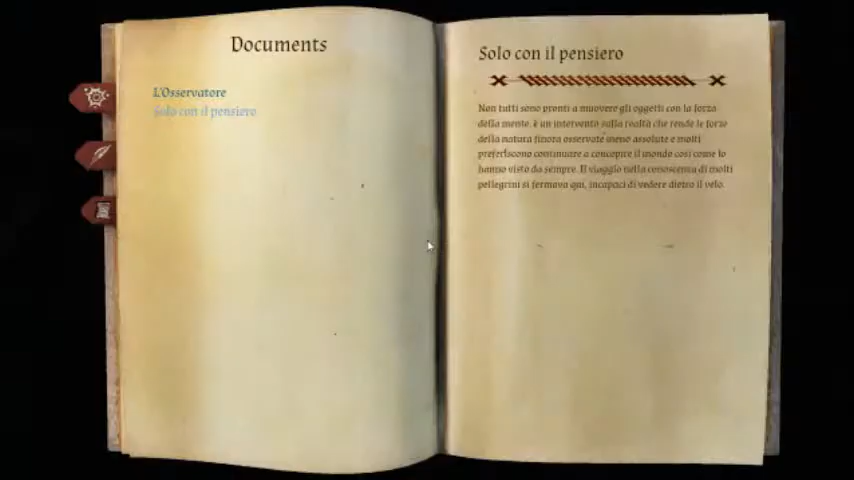 Documents
L'Osservatore
Solo con il pensiero
Solo con il pensiero
Non tutti sono pronti a muovere gli oggetti con la forza
della mente. è un intervento sulla realtà che rende le forze
della natura finora osservate meno assolute e molti
preferiscono continuare a concepire il mondo così come lo
hanno visto da sempre. Il viaggio nella conoscenza di molti
pellegrini si fermava qui, incapaci di vedere dietro il velo.